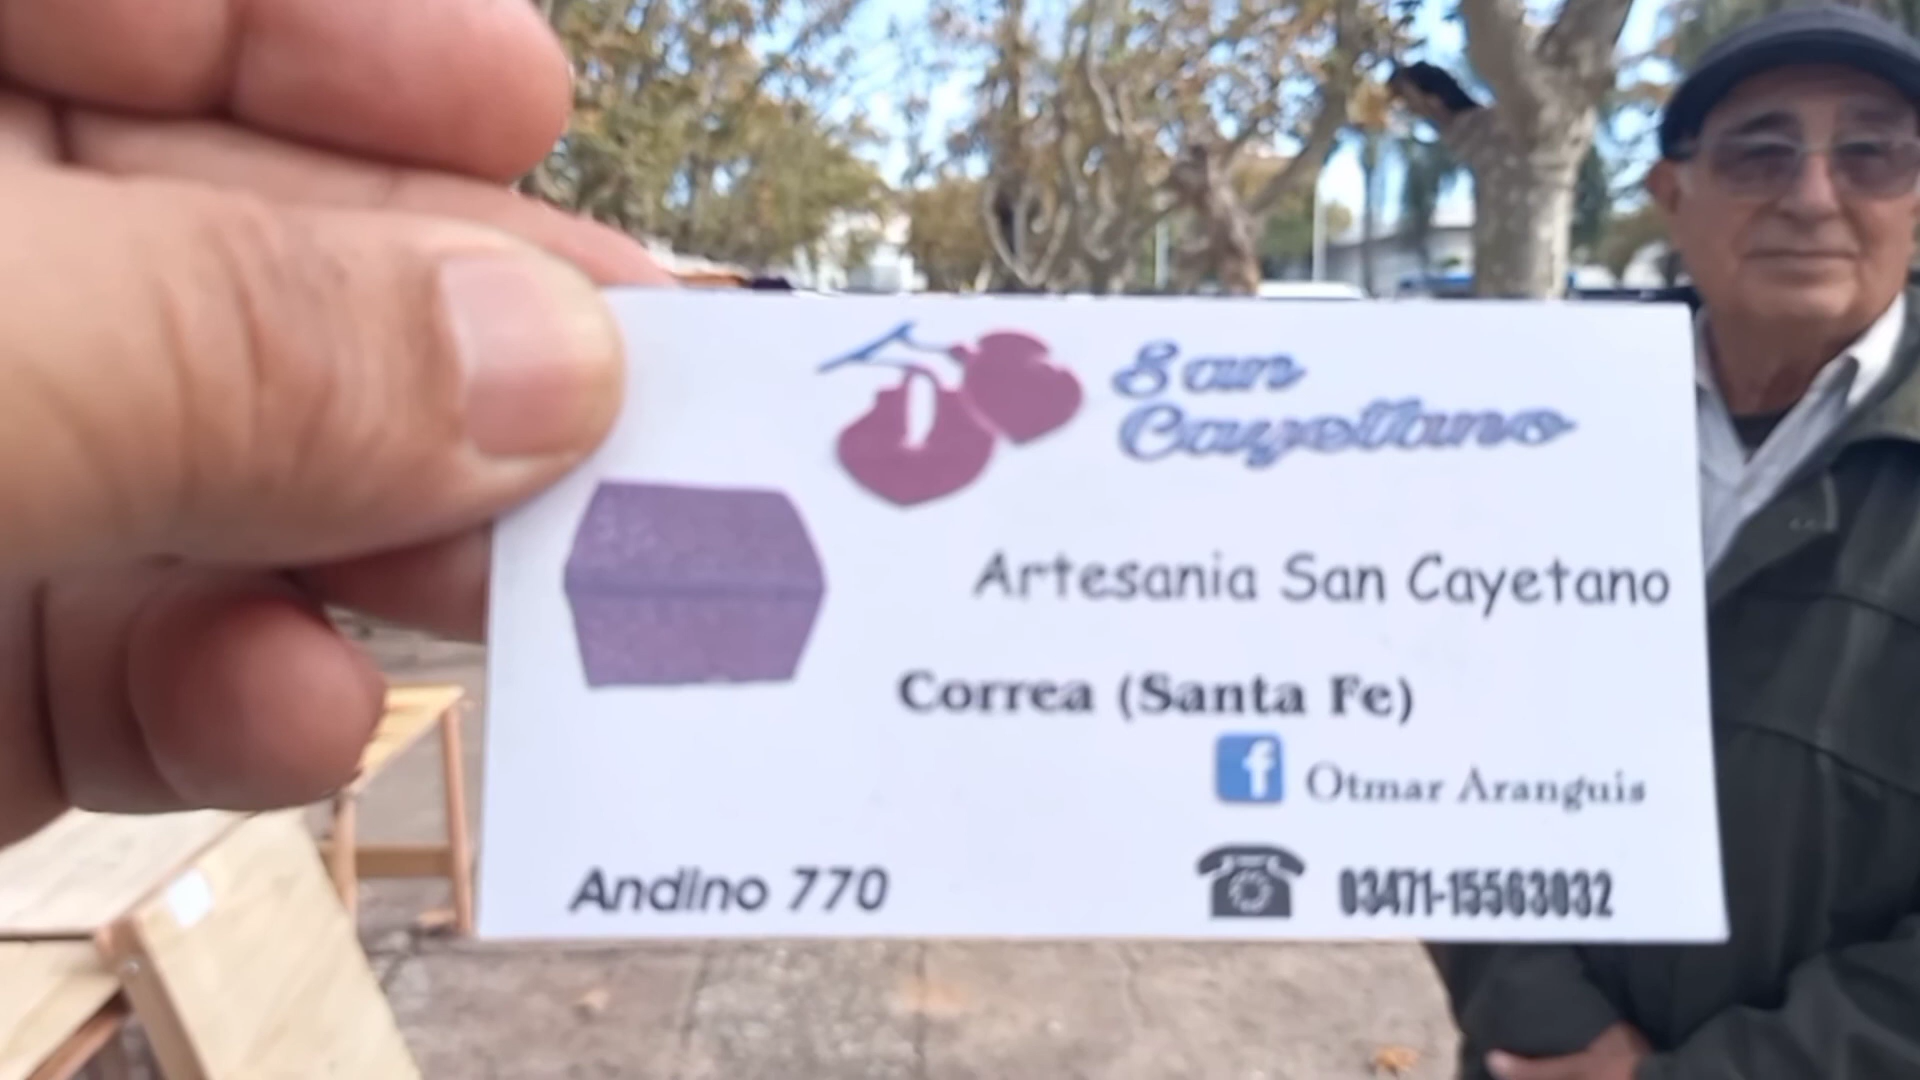 San
Cayetano
Artesania San Cayetano
Correa (Santa Fe)
f Otmar Aranguis
Andino 770
03471-15563032